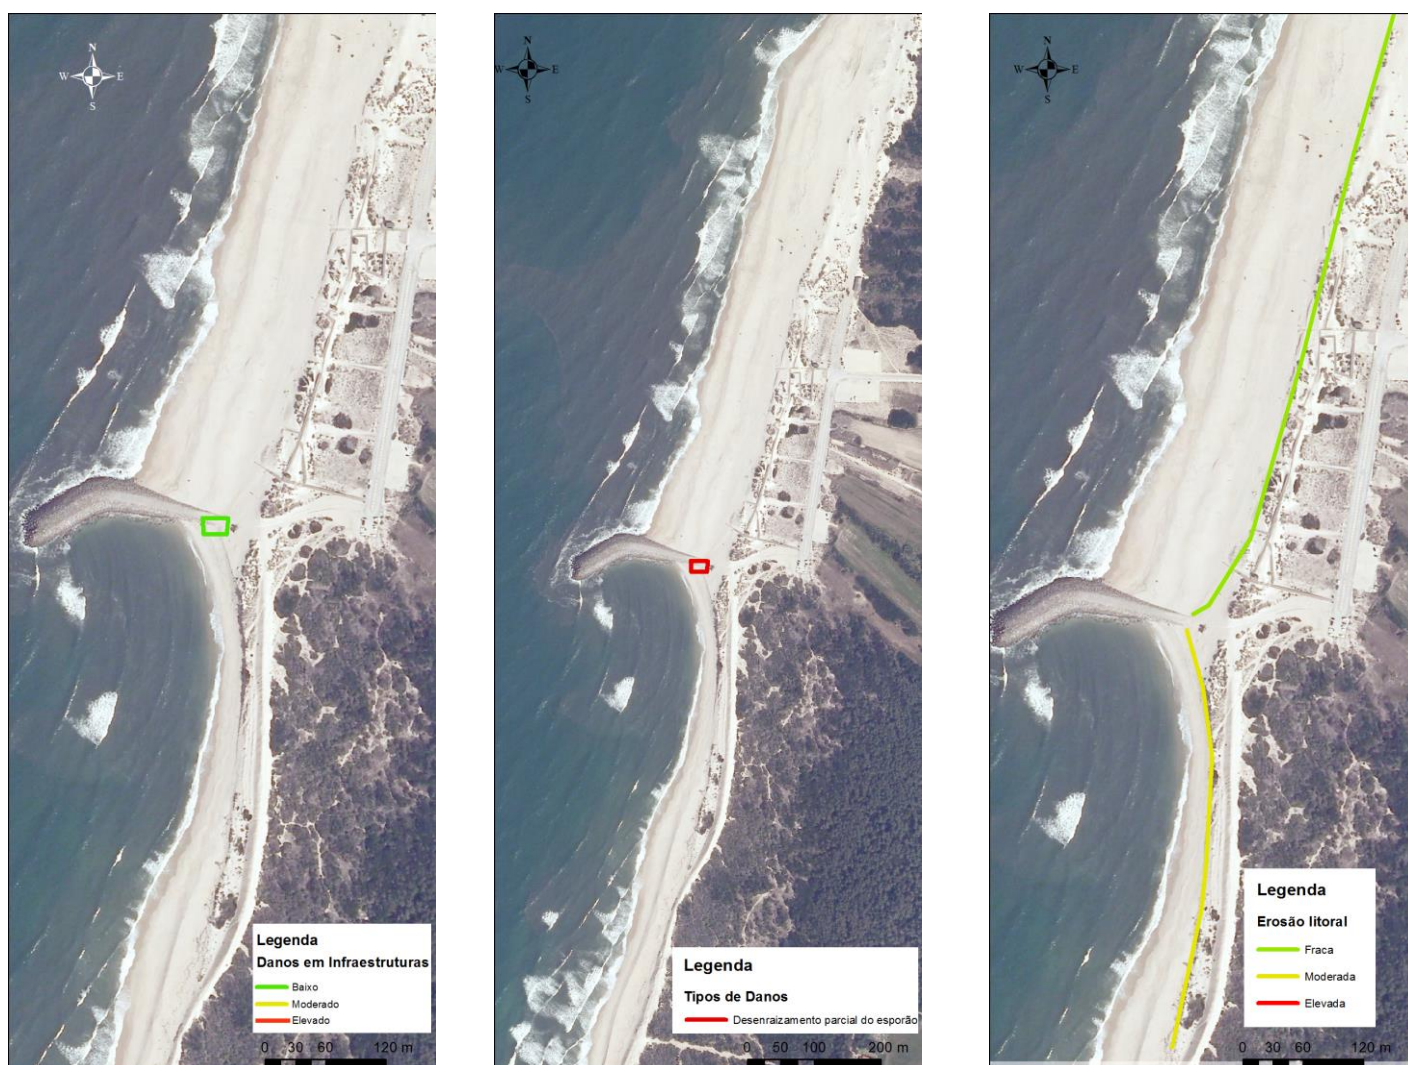 N
W E
S
Legenda
Danos em Infraestruturas
Baixo
Moderado
Elevado
0 30 60 120 m
N
W E
S
Legenda
Tipos de Danos
Desenraizamento parcial do esporão
0 50 100 200 m
N
W E
S
Legenda
Erosão litoral
Fraca
Moderada
Elevada
0 30 60 120 m